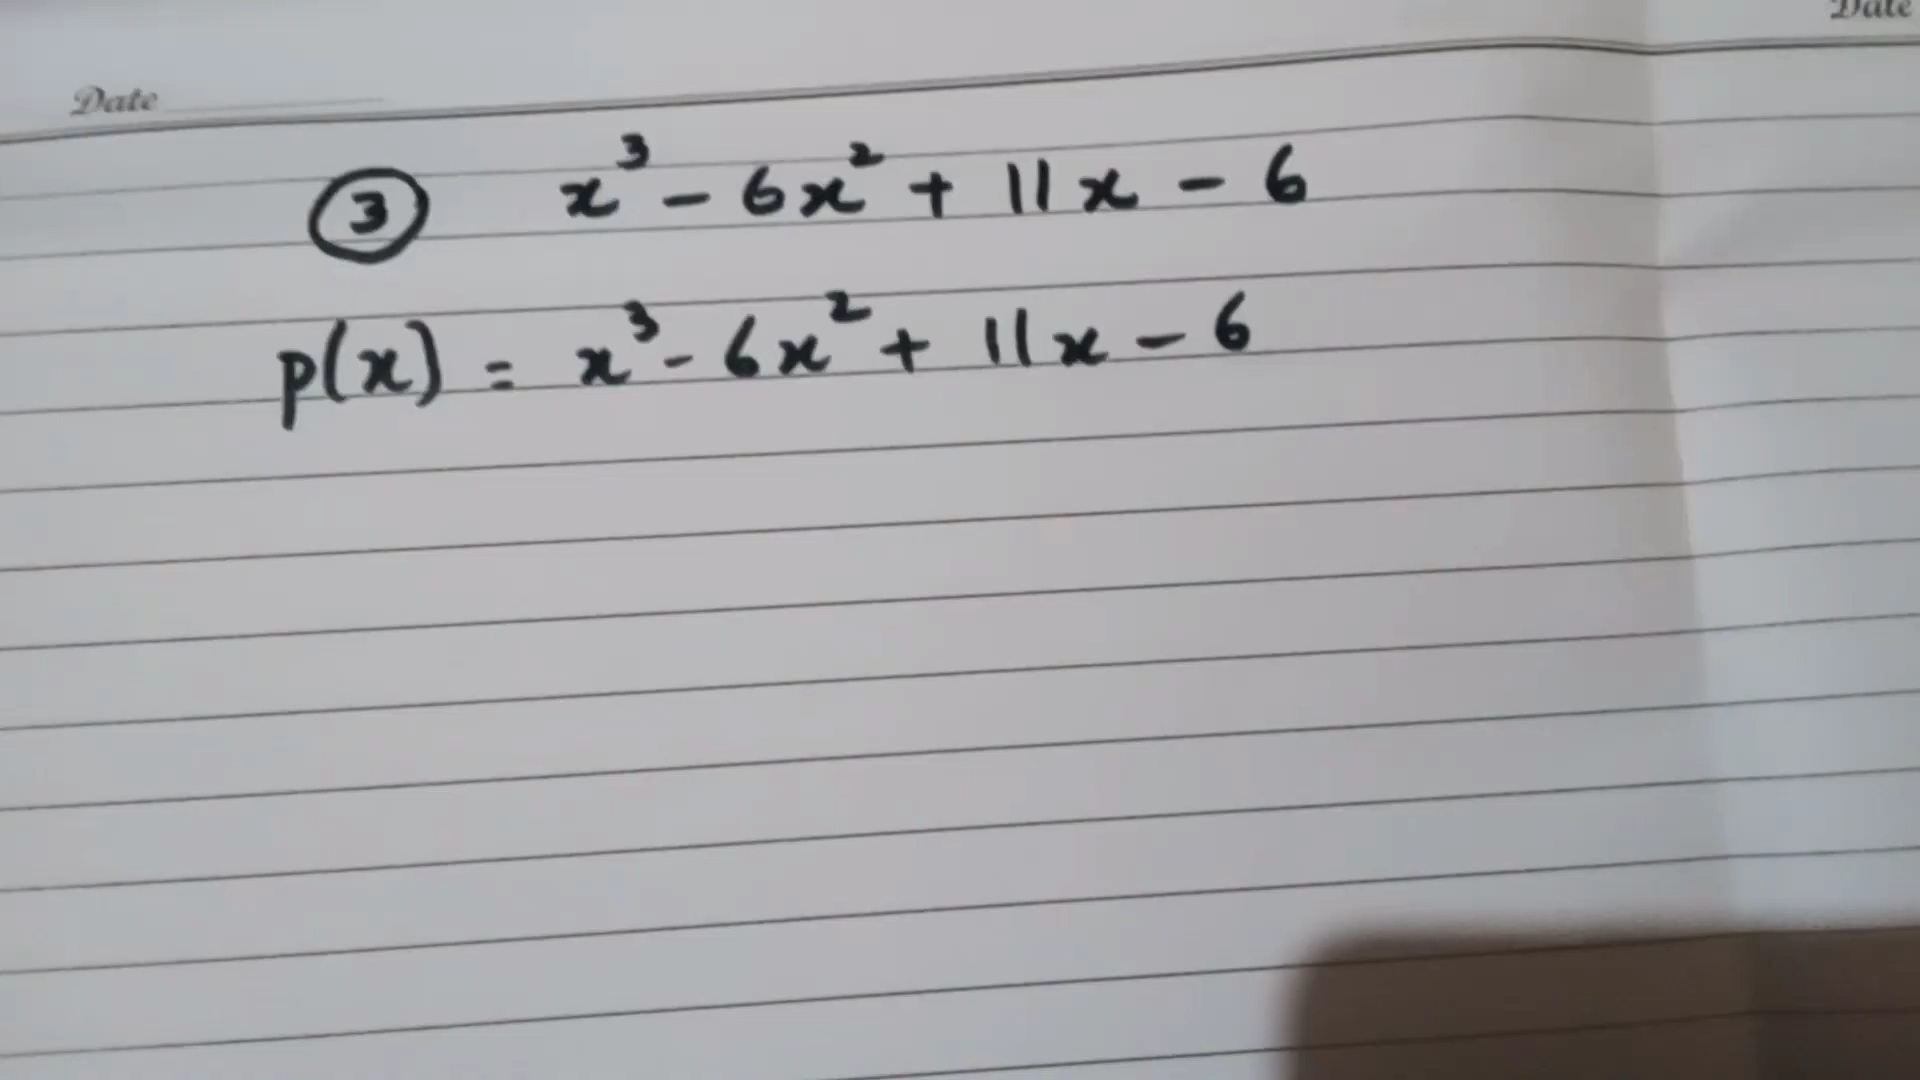 Date
Date
③ x³ - 6x² + 11x - 6
p(x) = x³ - 6x² + 11x - 6